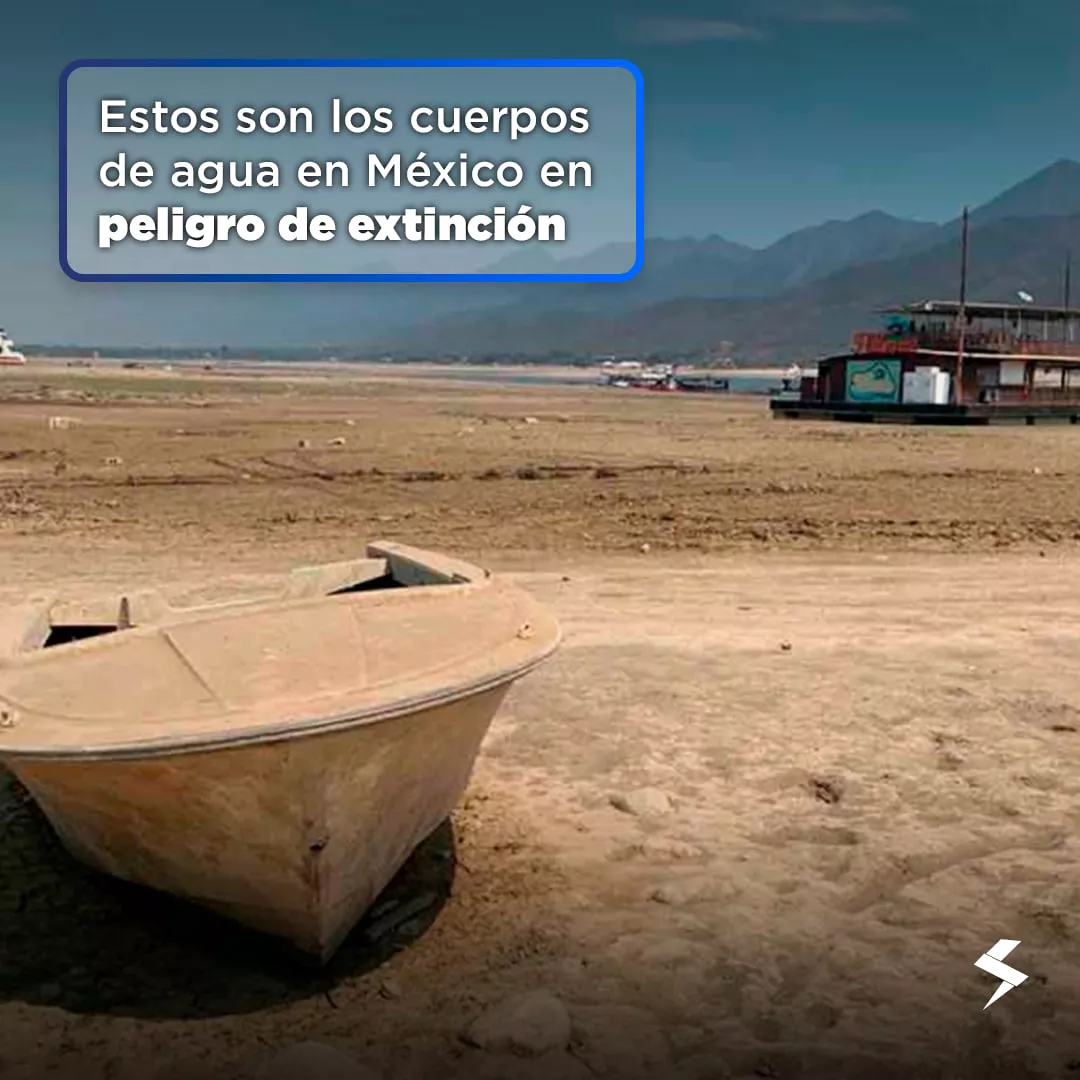 Estos son los cuerpos
de agua en México en
peligro de extinción